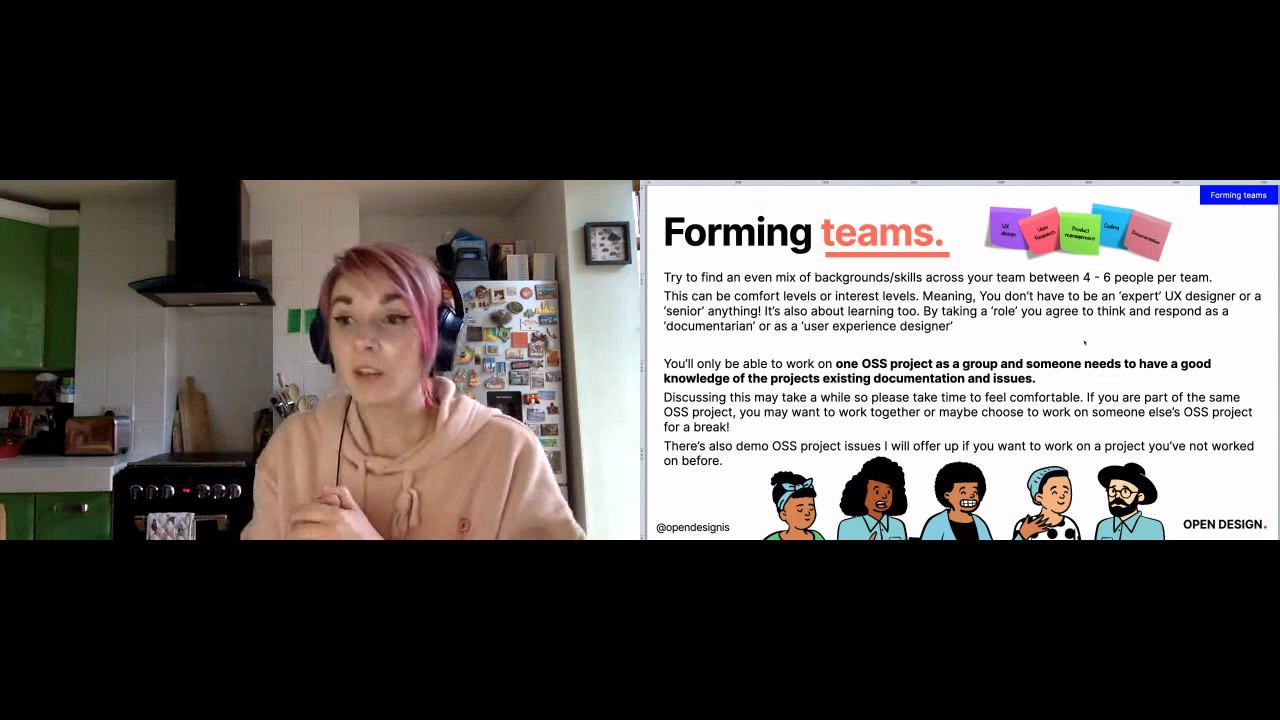 Forming teams
Forming teams.
UX design
User Research
Product management
Coding
Documentation
Try to find an even mix of backgrounds/skills across your team between 4 - 6 people per team.
This can be comfort levels or interest levels. Meaning, You don't have to be an 'expert' UX designer or a
'senior' anything! It's also about learning too. By taking a 'role' you agree to think and respond as a
'documentarian' or as a 'user experience designer'
You'll only be able to work on one OSS project as a group and someone needs to have a good
knowledge of the projects existing documentation and issues.
Discussing this may take a while so please take time to feel comfortable. If you are part of the same
OSS project, you may want to work together or maybe choose to work on someone else's OSS project
for a break!
There's also demo OSS project issues I will offer up if you want to work on a project you've not worked
on before.
@opendesignis
OPEN DESIGN.